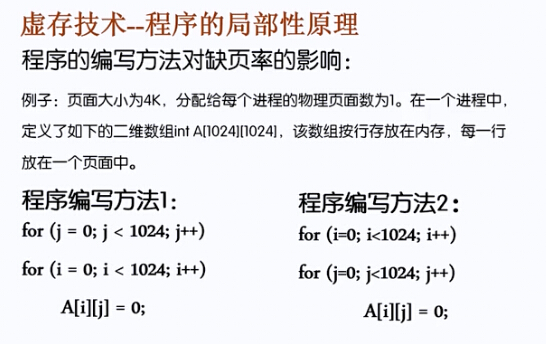 虚存技术--程序的局部性原理
程序的编写方法对缺页率的影响：
例子：页面大小为4K，分配给每个进程的物理页面数为1。在一个进程中，
定义了如下的二维数组int A[1024][1024]，该数组按行存放在内存，每一行
放在一个页面中。
程序编写方法1：
for (j = 0; j < 1024; j++)
for (i = 0; i < 1024; i++)
A[i][j] = 0;
程序编写方法2：
for (i=0; i<1024; i++)
for (j=0; j<1024; j++)
A[i][j] = 0;